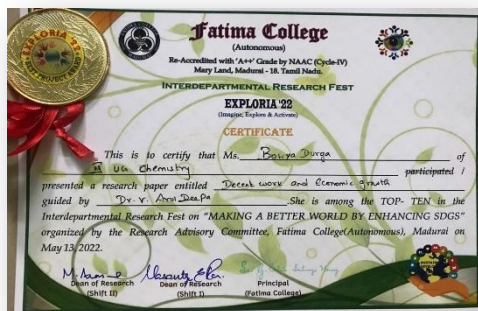 EXPLORIA '22
BEST PROJECT AWARD
Fatima College
(Autonomous)
Re-Accredited with 'A++' Grade by NAAC (Cycle-IV)
Mary Land, Madurai - 18. Tamil Nadu.
INTERDEPARTMENTAL RESEARCH FEST
EXPLORIA '22
(Imagine, Explore & Activate)
CERTIFICATE
This is to certify that Ms. Durga of
UG Chemistry participated /
presented a research paper entitled Decent work and Economic growth
guided by Dr. V. Arul Deepa .She is among the TOP- TEN in the
Interdepartmental Research Fest on "MAKING A BETTER WORLD BY ENHANCING SDGS"
organized by the Research Advisory Committee, Fatima College(Autonomous), Madurai on
May 13, 2022.
Dean of Research
(Shift II)
Dean of Research
(Shift I)
Principal
(Fatima College)